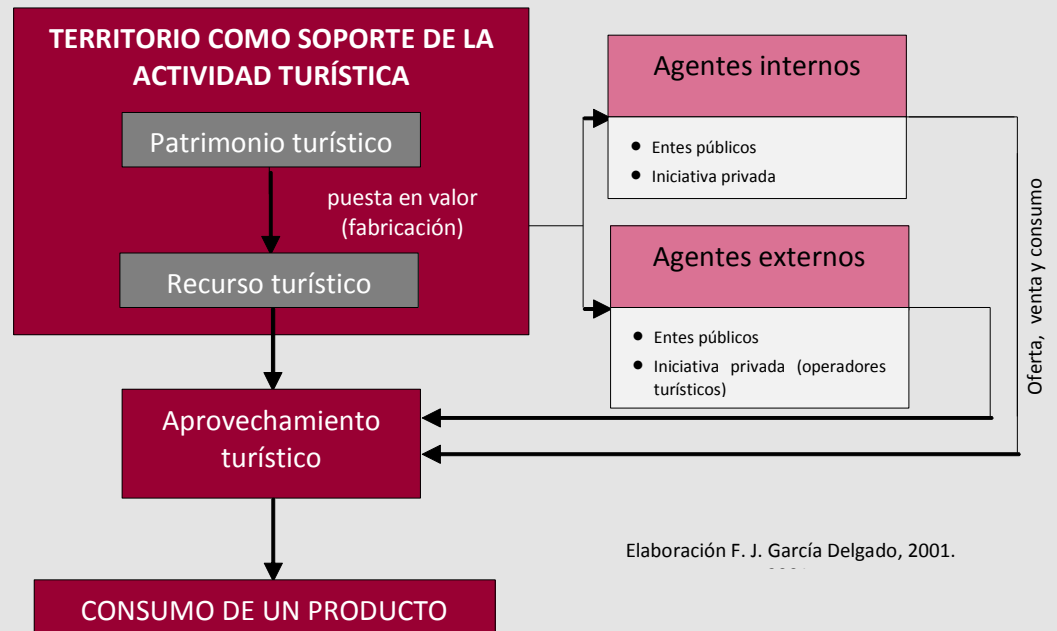 TERRITORIO COMO SOPORTE DE LA
ACTIVIDAD TURÍSTICA
Patrimonio turístico
puesta en valor
(fabricación)
Recurso turístico
Agentes internos
• Entes públicos
• Iniciativa privada
Agentes externos
• Entes públicos
• Iniciativa privada (operadores
turísticos)
Oferta, venta y consumo
Aprovechamiento
turístico
Elaboración F. J. García Delgado, 2001.
CONSUMO DE UN PRODUCTO